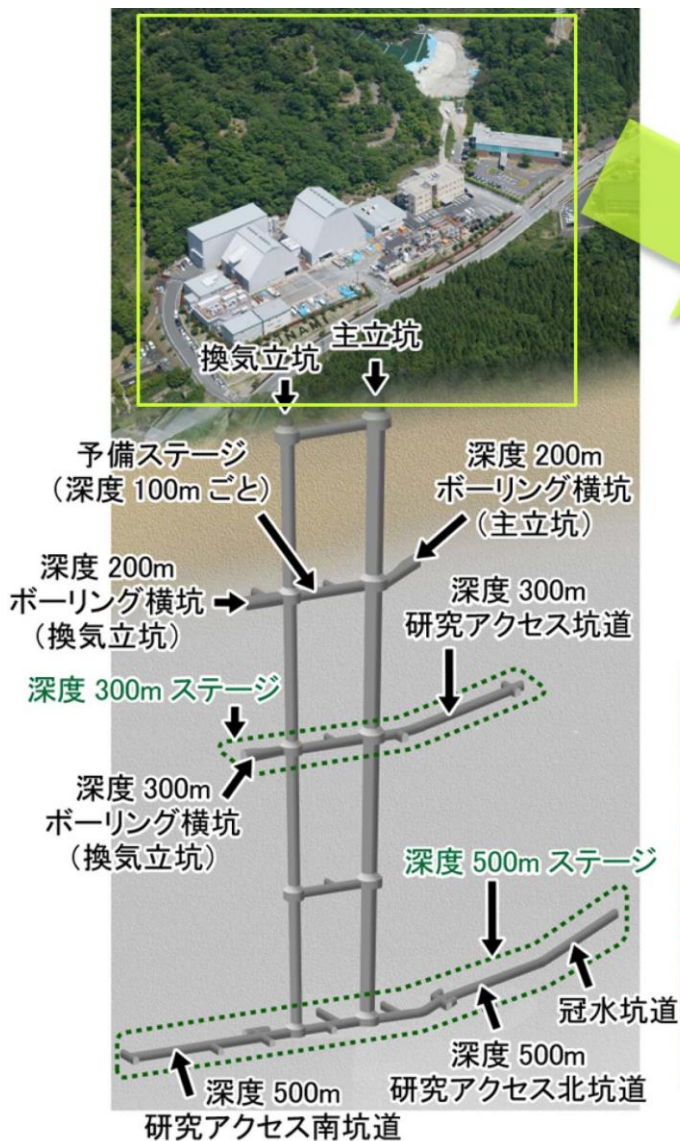 NAMI
換気立坑
主立坑
予備ステージ
(深度 100m ごと)
深度 200m
ボーリング横坑
(主立坑)
深度 200m
ボーリング横坑
(換気立坑)
深度 300m
研究アクセス坑道
深度 300m ステージ
深度 300m
ボーリング横坑
(換気立坑)
深度 500m ステージ
冠水坑道
深度 500m
研究アクセス北坑道
深度 500m
研究アクセス南坑道